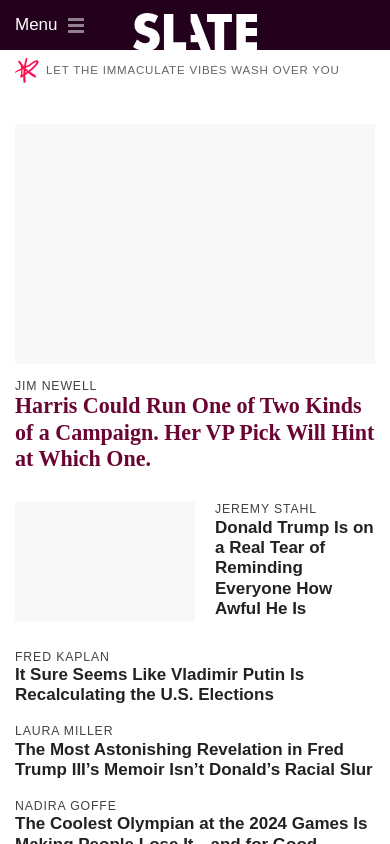 Menu
SLATE
LET THE IMMACULATE VIBES WASH OVER YOU
JIM NEWELL
Harris Could Run One of Two Kinds
of a Campaign. Her VP Pick Will Hint
at Which One.
JEREMY STAHL
Donald Trump Is on
a Real Tear of
Reminding
Everyone How
Awful He Is
FRED KAPLAN
It Sure Seems Like Vladimir Putin Is
Recalculating the U.S. Elections
LAURA MILLER
The Most Astonishing Revelation in Fred
Trump III’s Memoir Isn’t Donald’s Racial Slur
NADIRA GOFFE
The Coolest Olympian at the 2024 Games Is
Making People Lose It—and for Good